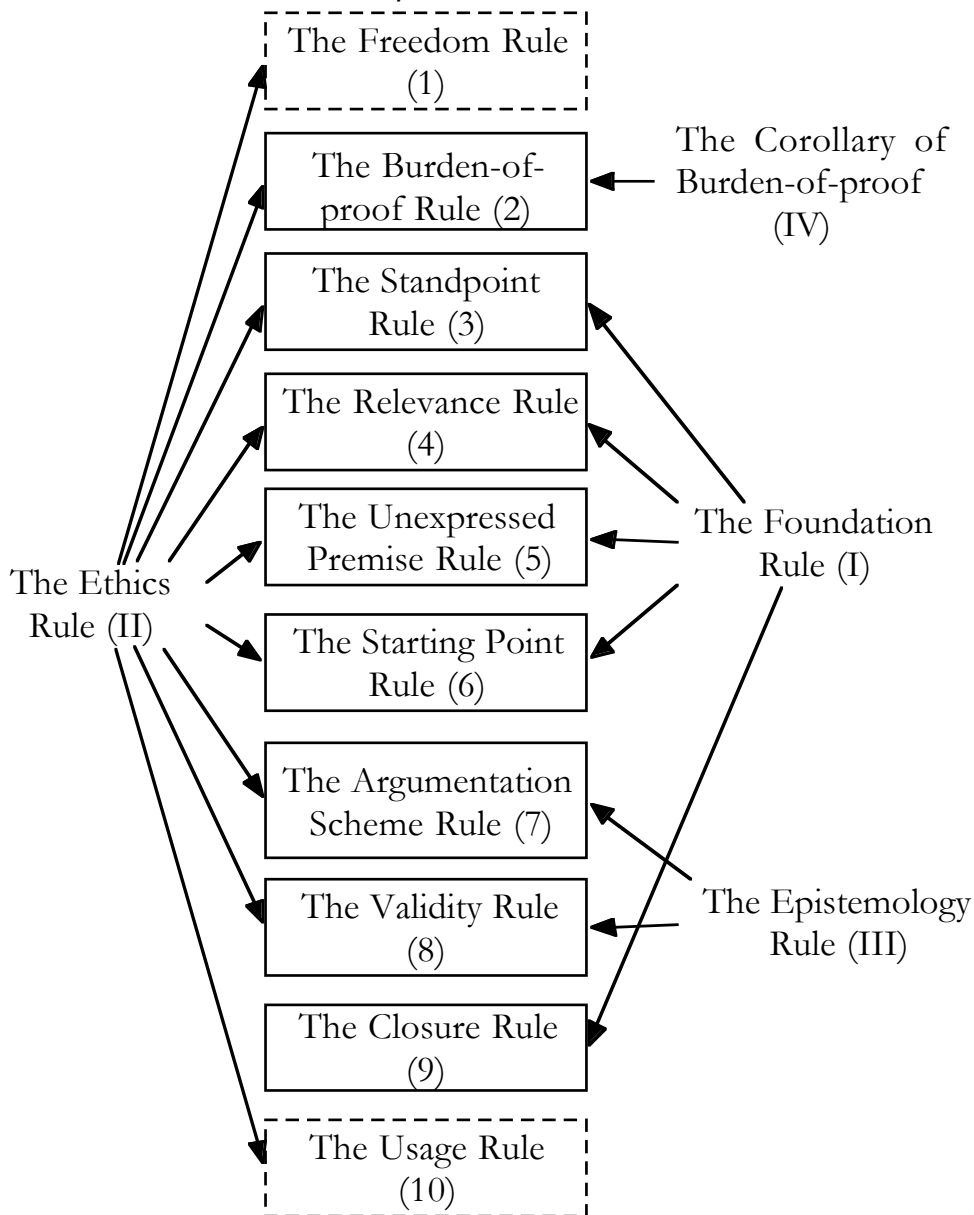 The Freedom Rule
(1)
The Burden-of-
proof Rule (2)
The Corollary of
Burden-of-proof
(IV)
The Standpoint
Rule (3)
The Relevance Rule
(4)
The Unexpressed
Premise Rule (5)
The Foundation
Rule (I)
The Ethics
Rule (II)
The Starting Point
Rule (6)
The Argumentation
Scheme Rule (7)
The Validity Rule
(8)
The Epistemology
Rule (III)
The Closure Rule
(9)
The Usage Rule
(10)